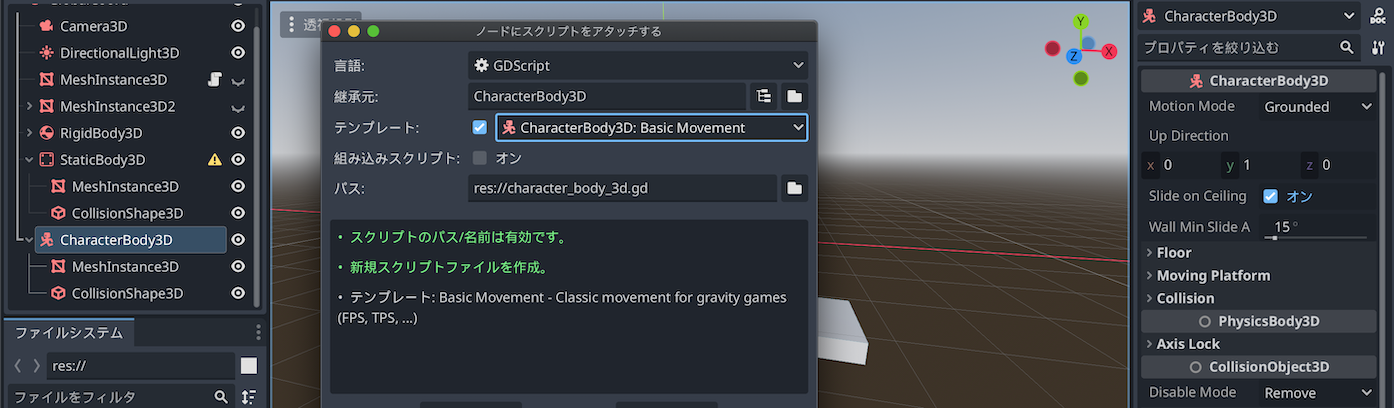 Camera3D
DirectionalLight3D
MeshInstance3D
MeshInstance3D2
RigidBody3D
StaticBody3D
MeshInstance3D
CollisionShape3D
CharacterBody3D
MeshInstance3D
CollisionShape3D
ファイルシステム
res://
ファイルをフィルタ
ノードにスクリプトをアタッチする
言語:
GDScript
継承元:
CharacterBody3D
テンプレート:
CharacterBody3D: Basic Movement
組み込みスクリプト:
オン
パス:
res://character_body_3d.gd
• スクリプトのパス/名前は有効です。
• 新規スクリプトファイルを作成。
• テンプレート: Basic Movement - Classic movement for gravity games
(FPS, TPS, ...)
Y
X
Z
CharacterBody3D
DOC
プロパティを絞り込む
CharacterBody3D
Motion Mode
Grounded
Up Direction
x 0 y 1 z 0
Slide on Ceiling
オン
Wall Min Slide A
15 °
Floor
Moving Platform
Collision
PhysicsBody3D
Axis Lock
CollisionObject3D
Disable Mode
Remove